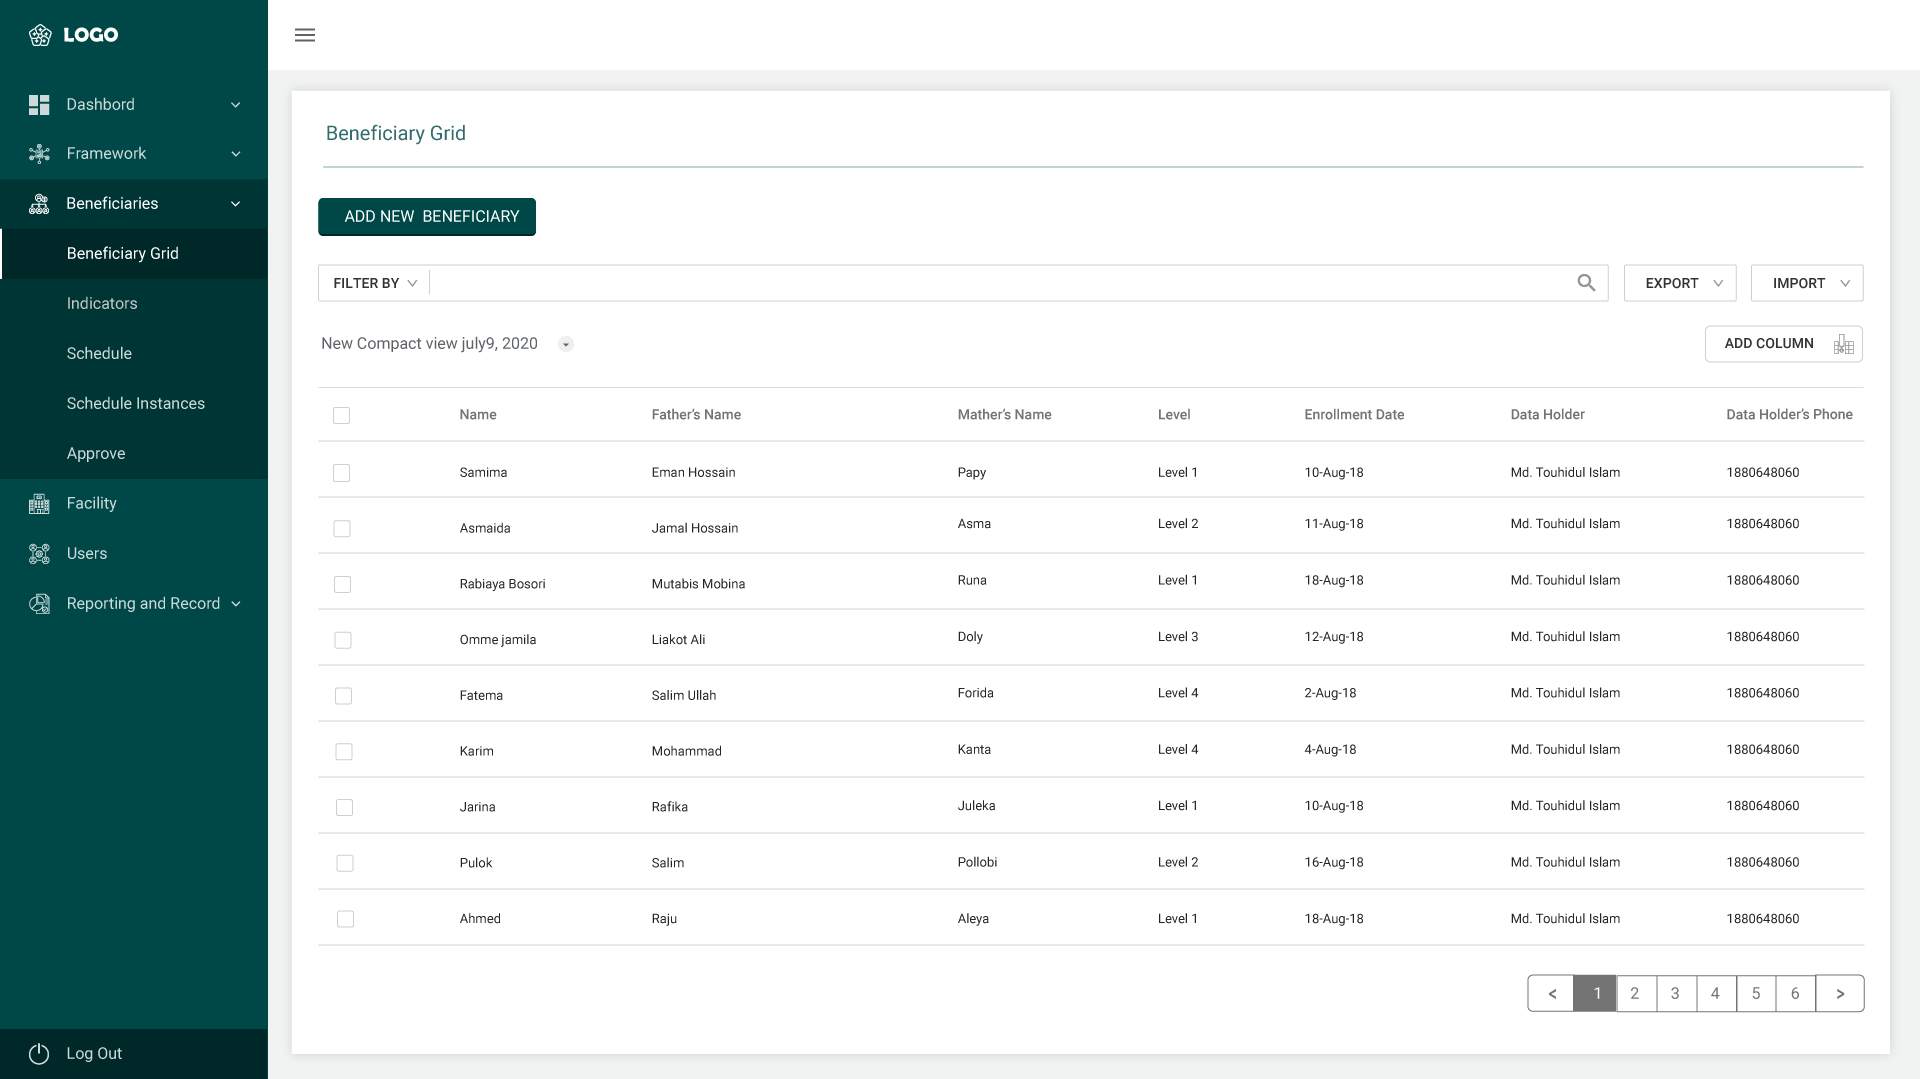 LOGO
Dashbord
Framework
Beneficiaries
Beneficiary Grid
Indicators
Schedule
Schedule Instances
Approve
Facility
Users
Reporting and Record
Log Out
Beneficiary Grid
ADD NEW BENEFICIARY
FILTER BY
EXPORT
IMPORT
New Compact view july9, 2020
ADD COLUMN
Name Father's Name Mather's Name Level Enrollment Date Data Holder Data Holder's Phone
Samima Eman Hossain Papy Level 1 10-Aug-18 Md. Touhidul Islam 1880648060
Asmaida Jamal Hossain Asma Level 2 11-Aug-18 Md. Touhidul Islam 1880648060
Rabiaya Bosori Mutabis Mobina Runa Level 1 18-Aug-18 Md. Touhidul Islam 1880648060
Omme jamila Liakot Ali Doly Level 3 12-Aug-18 Md. Touhidul Islam 1880648060
Fatema Salim Ullah Forida Level 4 2-Aug-18 Md. Touhidul Islam 1880648060
Karim Mohammad Kanta Level 4 4-Aug-18 Md. Touhidul Islam 1880648060
Jarina Rafika Juleka Level 1 10-Aug-18 Md. Touhidul Islam 1880648060
Pulok Salim Pollobi Level 2 16-Aug-18 Md. Touhidul Islam 1880648060
Ahmed Raju Aleya Level 1 18-Aug-18 Md. Touhidul Islam 1880648060
< 1 2 3 4 5 6 >